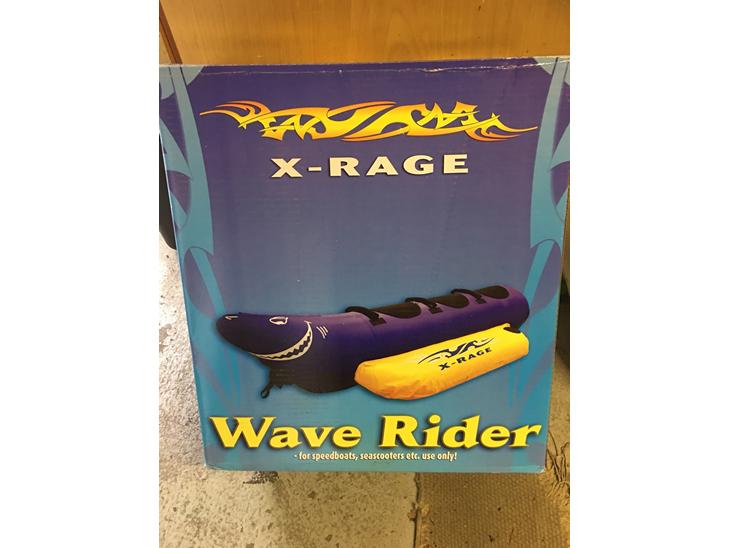 X-RAGE
X-RAGE
Wave Rider
- for speedboats, seascooters etc. use only!